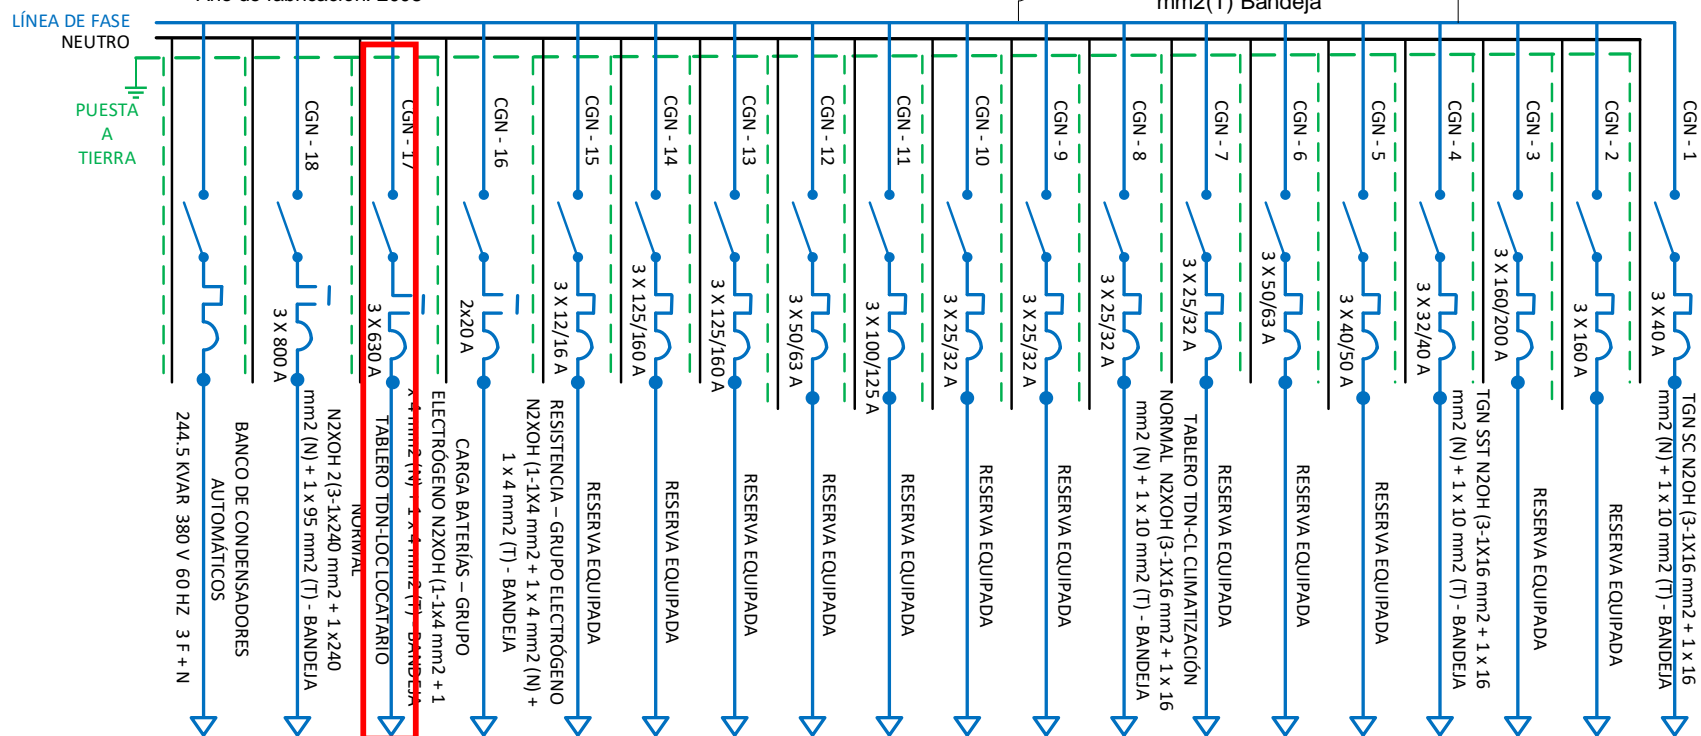 mm2(T) Bandeja
LÍNEA DE FASE
NEUTRO
PUESTA
A
TIERRA
244.5 KVAR 380 V 60 HZ 3 F + N
BANCO DE CONDENSADORES
AUTOMÁTICOS
CGN - 18
3 X 800 A
N2XOH 2(3-1x240 mm2 + 1 x240
mm2 (N) + 1 x 95 mm2 (T) - BANDEJA
CGN - 17
3 X 630 A
TABLERO TDN-LOC LOCATARIO
NORMAL
CGN - 16
2x20 A
CARGA BATERÍAS – GRUPO
ELECTRÓGENO N2XOH (1-1x4 mm2 + 1
x 4 mm2 (N) + 1 x 4 mm2 (T) - BANDEJA
CGN - 15
3 X 12/16 A
RESERVA EQUIPADA
RESISTENCIA – GRUPO ELECTRÓGENO
N2XOH (1-1X4 mm2 + 1 x 4 mm2 (N) +
1 x 4 mm2 (T) - BANDEJA
CGN - 14
3 X 125/160 A
RESERVA EQUIPADA
CGN - 13
3 X 125/160 A
RESERVA EQUIPADA
CGN - 12
3 X 50/63 A
RESERVA EQUIPADA
CGN - 11
3 X 100/125 A
RESERVA EQUIPADA
CGN - 10
3 X 25/32 A
RESERVA EQUIPADA
CGN - 9
3 X 25/32 A
RESERVA EQUIPADA
CGN - 8
3 X 25/32 A
CGN - 7
3 X 25/32 A
RESERVA EQUIPADA
TABLERO TDN-CL CLIMATIZACIÓN
NORMAL N2XOH (3-1X16 mm2 + 1 x 16
mm2 (N) + 1 x 10 mm2 (T) - BANDEJA
CGN - 6
3 X 50/63 A
RESERVA EQUIPADA
CGN - 5
3 X 40/50 A
RESERVA EQUIPADA
CGN - 4
3 X 32/40 A
TGN SST N2OH (3-1X16 mm2 + 1 x 16
mm2 (N) + 1 x 10 mm2 (T) - BANDEJA
CGN - 3
3 X 160/200 A
RESERVA EQUIPADA
CGN - 2
3 X 160 A
RESERVA EQUIPADA
CGN - 1
3 X 40 A
TGN SC N2OH (3-1X16 mm2 + 1 x 16
mm2 (N) + 1 x 10 mm2 (T) - BANDEJA